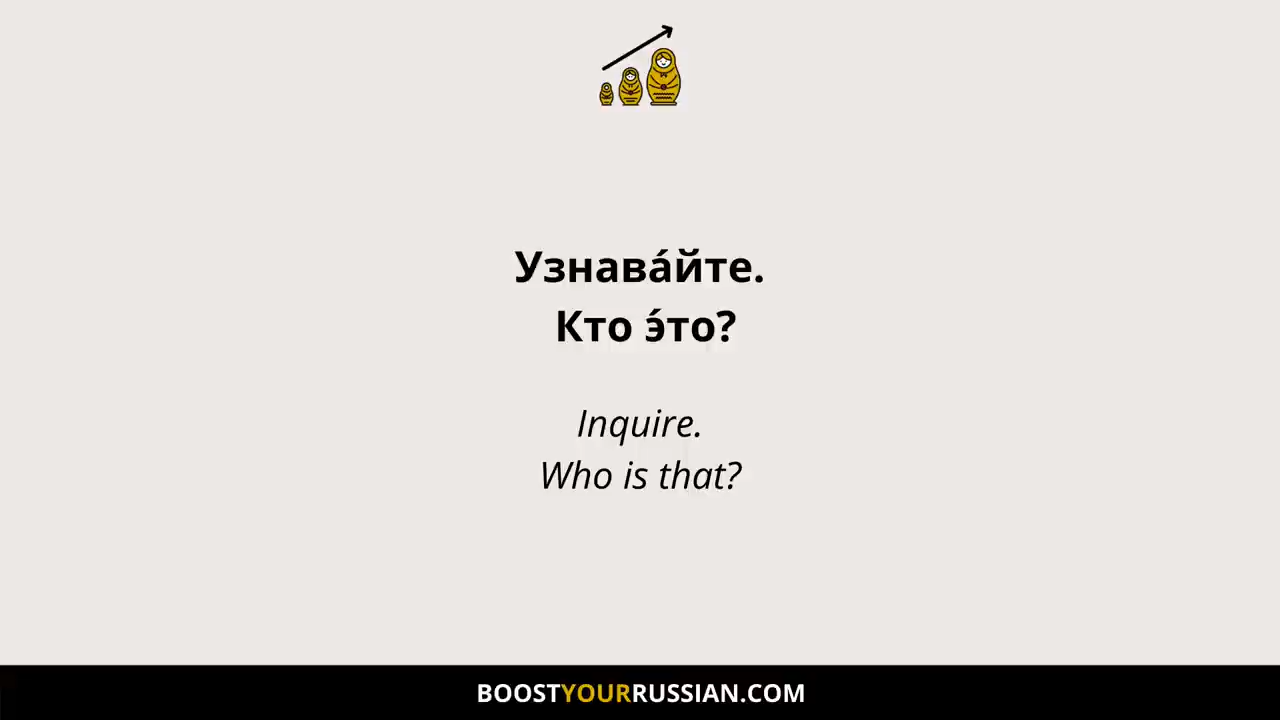 Узнава́йте.
Кто э́то?
Inquire.
Who is that?
BOOSTYOURRUSSIAN.COM